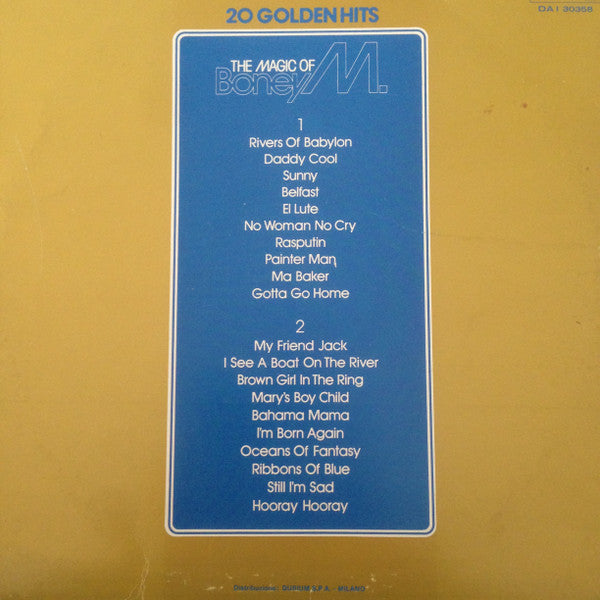 20 GOLDEN HITS
OAI 30358
THE MAGIC OF
Boney M.
1
Rivers Of Babylon
Daddy Cool
Sunny
Belfast
El Lute
No Woman No Cry
Rasputin
Painter Man
Ma Baker
Gotta Go Home
2
My Friend Jack
I See A Boat On The River
Brown Girl In The Ring
Mary's Boy Child
Bahama Mama
I'm Born Again
Oceans Of Fantasy
Ribbons Of Blue
Still I'm Sad
Hooray Hooray
Distribuzione: S.P.A. - MILANO